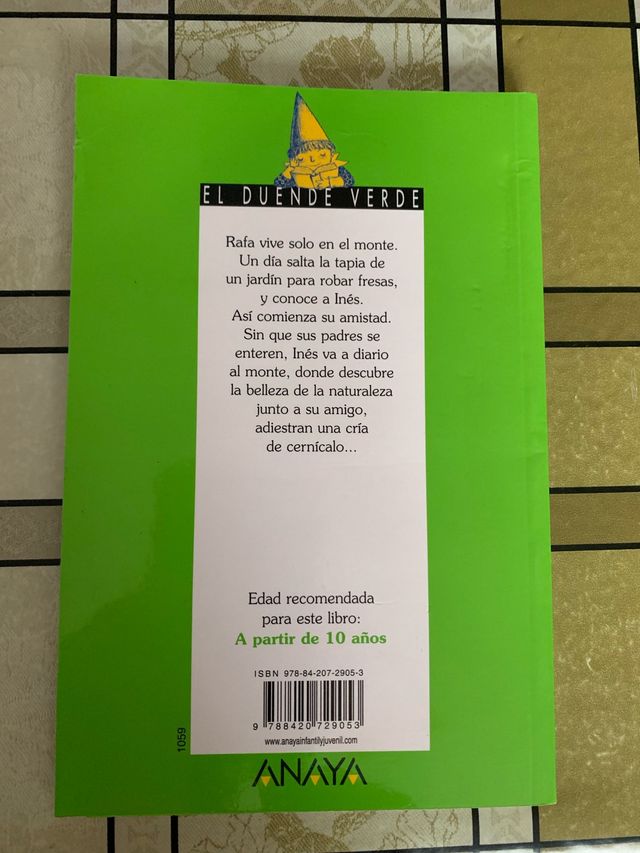 EL DUENDE VERDE
Rafa vive solo en el monte.
Un día salta la tapia de
un jardín para robar fresas,
y conoce a Inés.
Así comienza su amistad.
Sin que sus padres se
enteren, Inés va a diario
al monte, donde descubre
la belleza de la naturaleza
junto a su amigo,
adiestran una cría
de cernícalo...
Edad recomendada
para este libro:
A partir de 10 años
ISBN 978-84-207-2905-3
9 788420 729053
www.anayainfantilyjuvenil.com
1059
ANAYA